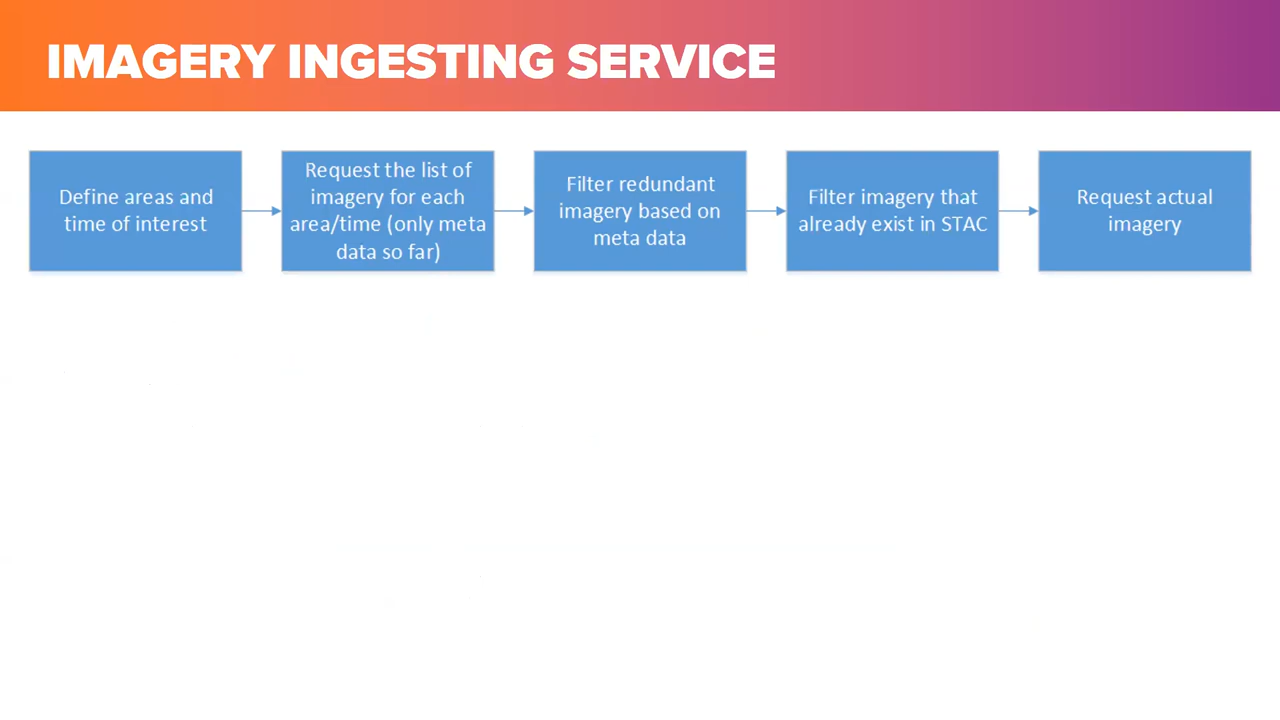 IMAGERY INGESTING SERVICE
Define areas and
time of interest
Request the list of
imagery for each
area/time (only meta
data so far)
Filter redundant
imagery based on
meta data
Filter imagery that
already exist in STAC
Request actual
imagery